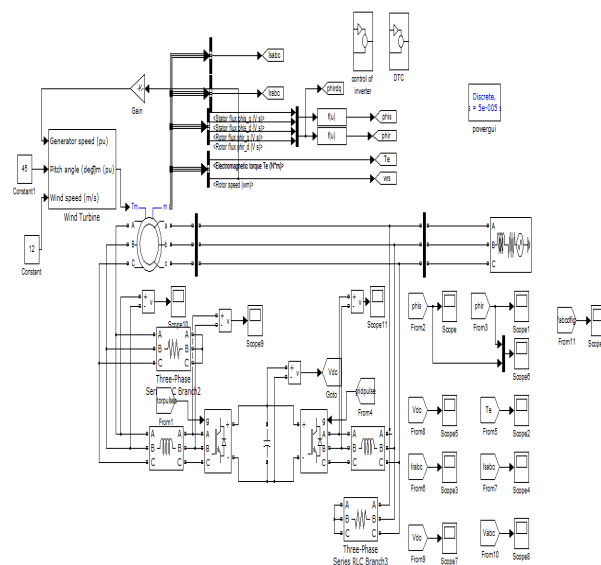 Isabc
Irabc
control of
inverter
DTC
Discrete,
s = 5e-005 s
powergui
-K-
Gain
phirdq
<Stator flux phis_q (V s)>
<Stator flux phis_d (V s)>
<Rotor flux phir_q (V s)>
<Rotor flux phir_d (V s)>
f(u)
phis
f(u)
phir
<Electromagnetic torque Te (N*m)>
Te
<Rotor speed (wm)>
wrs
Generator speed (pu)
Pitch angle (deg)
Tm (pu)
Wind speed (m/s)
Wind Turbine
45
Constant1
12
Constant
Tm
m
A
B
C
a
b
c
A
B
C
+
-
v
Scope10
+
-
v
Scope9
+
-
v
Scope11
A
B
C
A
B
C
Three-Phase
Series RLC Branch2
From1
A
B
C
A
B
C
g
A
B
C
+
-
+
-
v
Vdc
Goto
From4
g
+
-
A
B
C
A
B
C
A
B
C
A
B
C
A
B
C
Three-Phase
Series RLC Branch3
phis
From2
Scope
phir
From3
Scope1
Scope6
From11
Vdc
From8
Scope5
Te
From5
Scope2
Irabc
From6
Scope3
Isabc
From7
Scope4
Vdc
From9
Scope7
Vabc
From10
Scope8